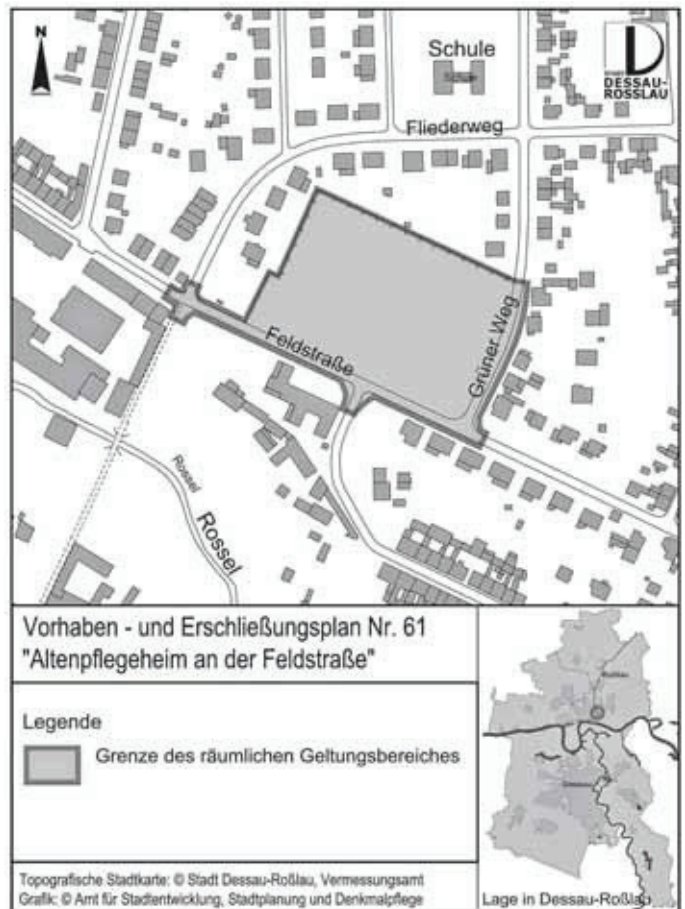 N
Schule
Schule
STADT
DESSAU-
ROSSLAU
Fliederweg
Feldstraße
Grüner Weg
Rossel
Rossel
Vorhaben - und Erschließungsplan Nr. 61
"Altenpflegeheim an der Feldstraße"
Legende
Grenze des räumlichen Geltungsbereiches
Roßlau
Topografische Stadtkarte: © Stadt Dessau-Roßlau, Vermessungsamt
Grafik: © Amt für Stadtentwicklung, Stadtplanung und Denkmalpflege
Lage in Dessau-Roßlau